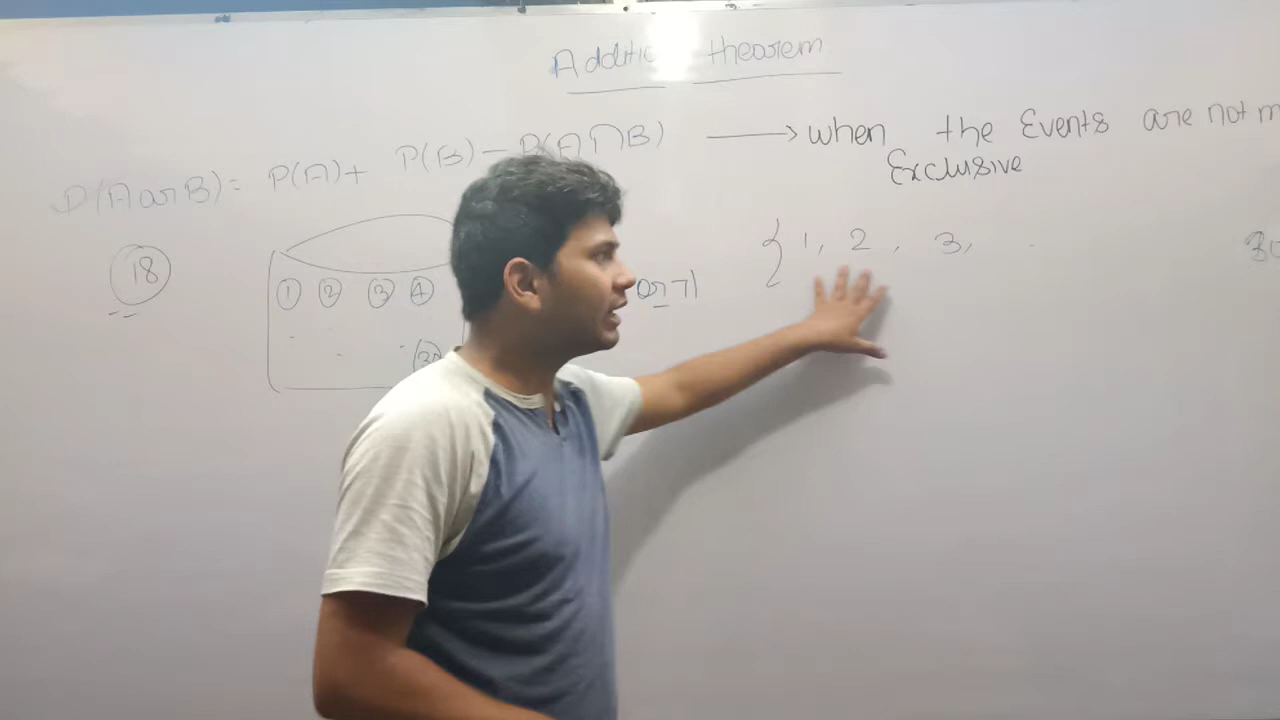 Additio theorem
P(A or B) = P(A) + P(B) - P(A∩B) → when the Events are not m
Exclusive
18
{ 1, 2, 3,
1 2 3 4
or 7